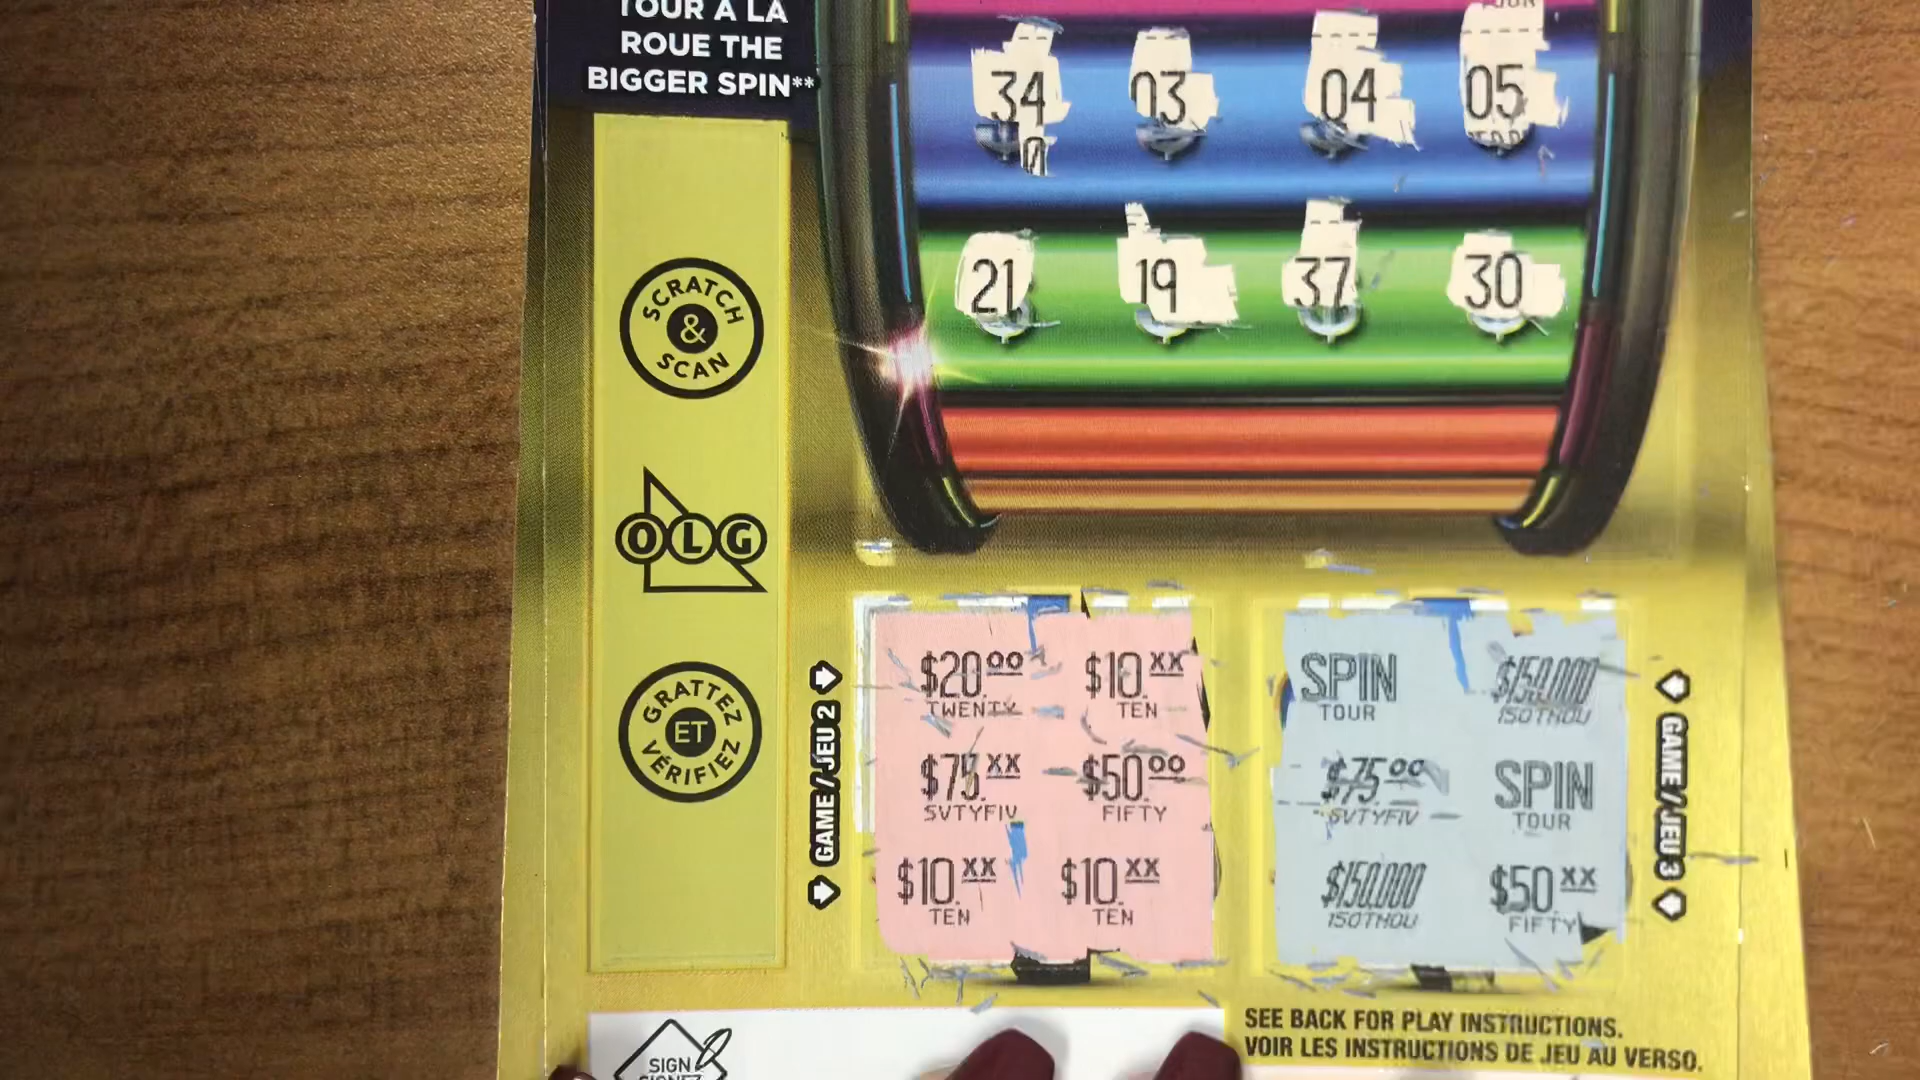 TOUR À LA
ROUE THE
BIGGER SPIN**
34 03 04 05
21 19 37 30
SCRATCH
&
SCAN
OLG
GRATTEZ
ET
VÉRIFIEZ
GAME/JEU 2
$20.00 $10.XX
TWENTY TEN
$75.XX $50.00
SVTYFIV FIFTY
$10.XX $10.XX
TEN TEN
SPIN $150,000
TOUR 150THOU
$75.00 SPIN
SVTYFIV TOUR
$150,000 $50.XX
150THOU FIFTY
GAME/JEU 3
SEE BACK FOR PLAY INSTRUCTIONS.
VOIR LES INSTRUCTIONS DE JEU AU VERSO.
SIGN
SIGNEZ